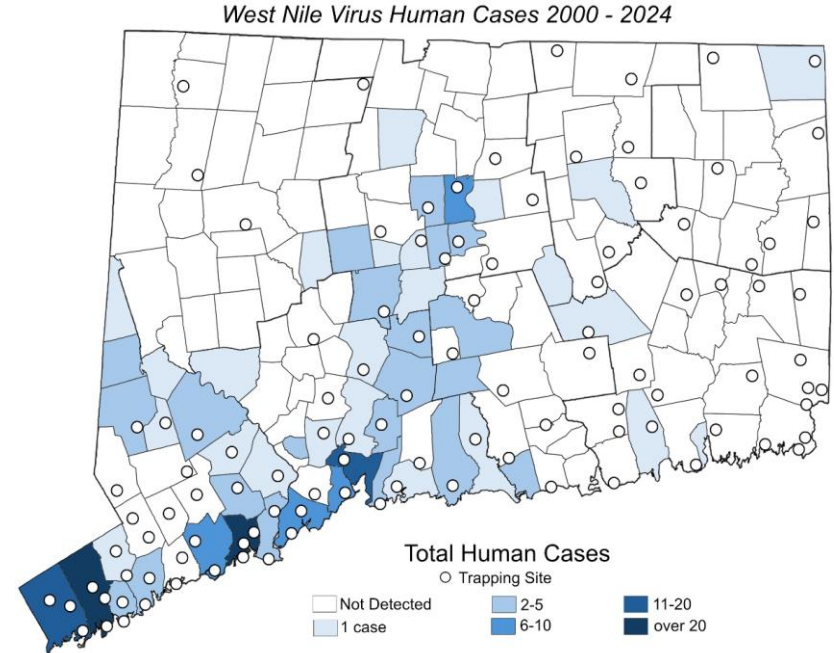 West Nile Virus Human Cases 2000 - 2024
Total Human Cases
Trapping Site
Not Detected
2-5
11-20
1 case
6-10
over 20